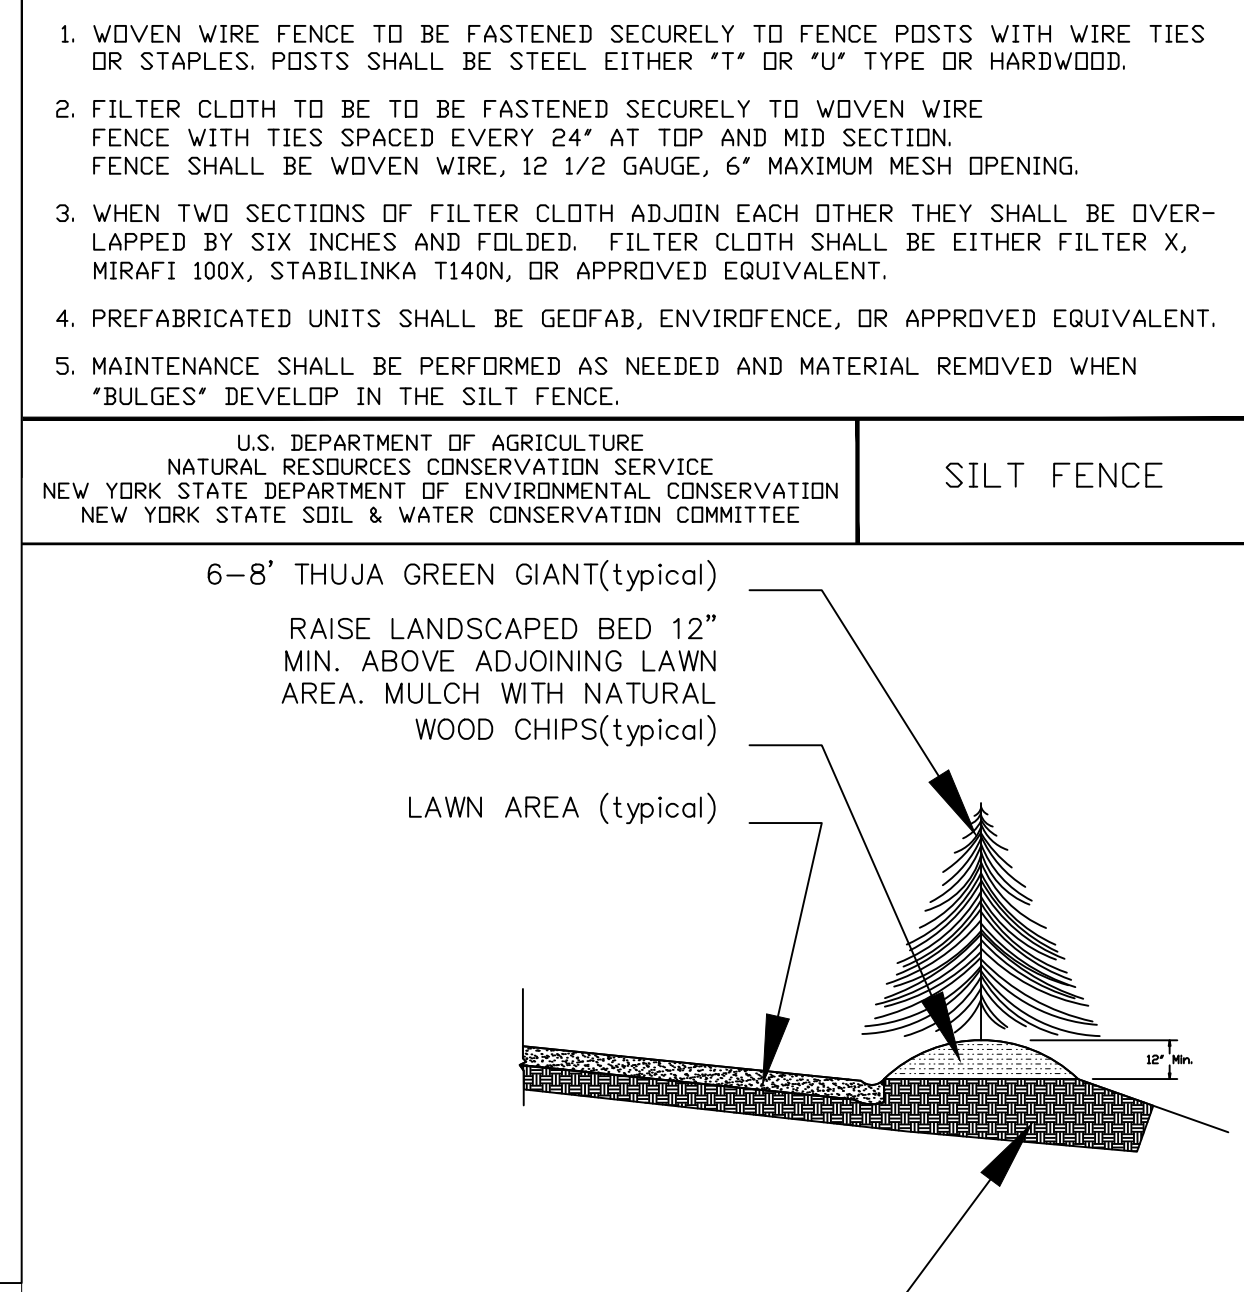 1. WOVEN WIRE FENCE TO BE FASTENED SECURELY TO FENCE POSTS WITH WIRE TIES
OR STAPLES. POSTS SHALL BE STEEL EITHER "T" OR "U" TYPE OR HARDWOOD.
2. FILTER CLOTH TO BE TO BE FASTENED SECURELY TO WOVEN WIRE
FENCE WITH TIES SPACED EVERY 24" AT TOP AND MID SECTION.
FENCE SHALL BE WOVEN WIRE, 12 1/2 GAUGE, 6" MAXIMUM MESH OPENING.
3. WHEN TWO SECTIONS OF FILTER CLOTH ADJOIN EACH OTHER THEY SHALL BE OVER-
LAPPED BY SIX INCHES AND FOLDED. FILTER CLOTH SHALL BE EITHER FILTER X,
MIRAFI 100X, STABILINKA T140N, OR APPROVED EQUIVALENT.
4. PREFABRICATED UNITS SHALL BE GEOFAB, ENVIROFENCE, OR APPROVED EQUIVALENT.
5. MAINTENANCE SHALL BE PERFORMED AS NEEDED AND MATERIAL REMOVED WHEN
"BULGES" DEVELOP IN THE SILT FENCE.
U.S. DEPARTMENT OF AGRICULTURE
NATURAL RESOURCES CONSERVATION SERVICE
NEW YORK STATE DEPARTMENT OF ENVIRONMENTAL CONSERVATION
NEW YORK STATE SOIL & WATER CONSERVATION COMMITTEE
SILT FENCE
6-8' THUJA GREEN GIANT(typical)
RAISE LANDSCAPED BED 12"
MIN. ABOVE ADJOINING LAWN
AREA. MULCH WITH NATURAL
WOOD CHIPS(typical)
LAWN AREA (typical)
12" Min.